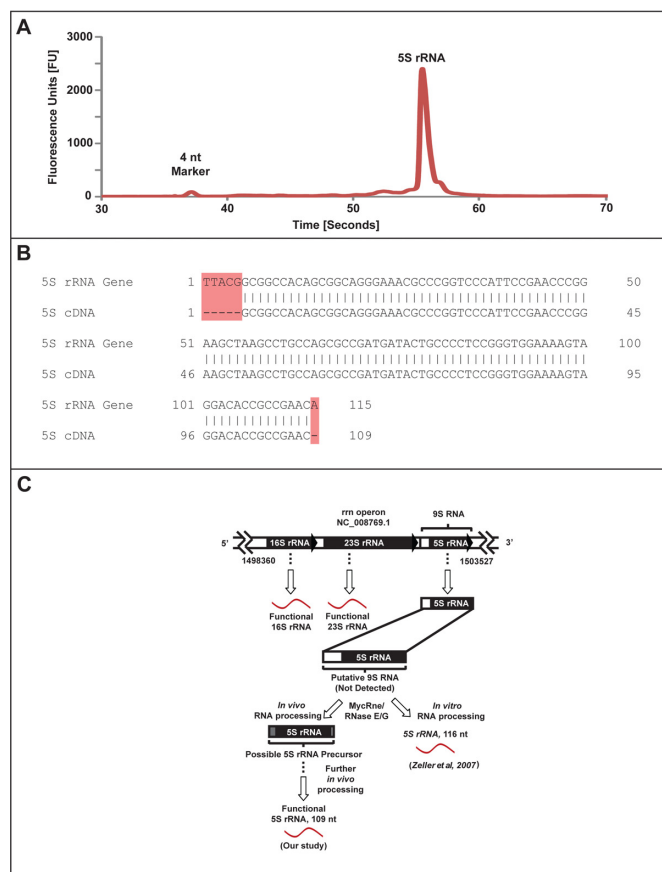 A
Fluorescence Units [FU]
3000
2000
1000
0
5S rRNA
4 nt
Marker
30 40 50 60 70
Time [Seconds]
B
5S rRNA Gene 1 TTACGGCGGCCACAGCGGCAGGGAAACGCCCGGTCCCATTCCGAACCCGG 50
5S cDNA 1 -----GCGGCCACAGCGGCAGGGAAACGCCCGGTCCCATTCCGAACCCGG 45
5S rRNA Gene 51 AAGCTAAGCCTGCCAGCGCCGATGATACTGCCCCTCCGGGTGGAAAAGTA 100
5S cDNA 46 AAGCTAAGCCTGCCAGCGCCGATGATACTGCCCCTCCGGGTGGAAAAGTA 95
5S rRNA Gene 101 GGACACCGCCGAACA 115
5S cDNA 96 GGACACCGCCGAAC- 109
C
rrn operon
NC_008769.1
9S RNA
5' 16S rRNA 23S rRNA 5S rRNA 3'
1498360 1503527
Functional
16S rRNA
Functional
23S rRNA
5S rRNA
5S rRNA
Putative 9S RNA
(Not Detected)
In vivo
RNA processing
MycRne/
RNase E/G
In vitro
RNA processing
5S rRNA
5S rRNA, 116 nt
Possible 5S rRNA Precursor
(Zeller et al, 2007)
Further
in vivo
processing
Functional
5S rRNA, 109 nt
(Our study)